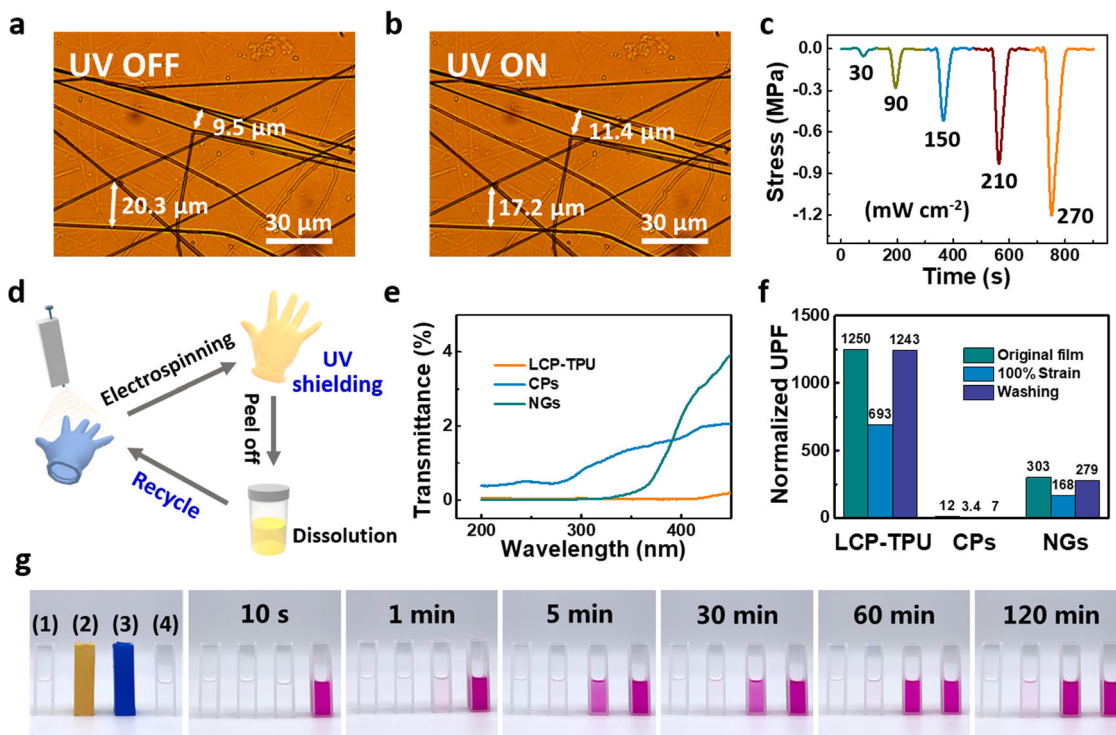 a
UV OFF
9.5 μm
20.3 μm
30 μm
b
UV ON
11.4 μm
17.2 μm
30 μm
c
Stress (MPa)
0.0
-0.4
-0.8
-1.2
30
90
150
210
270
(mW cm-2)
0 200 400 600 800
Time (s)
d
Electrospinning
UV
shielding
Peel off
Dissolution
Recycle
e
Transmittance (%)
4
2
0
LCP-TPU
CPs
NGs
200 300 400
Wavelength (nm)
f
Normalized UPF
1500
1000
500
0
Original film
100% Strain
Washing
1250 693 1243
12 3.4 7
303 168 279
LCP-TPU CPs NGs
g
(1) (2) (3) (4)
10 s
1 min
5 min
30 min
60 min
120 min